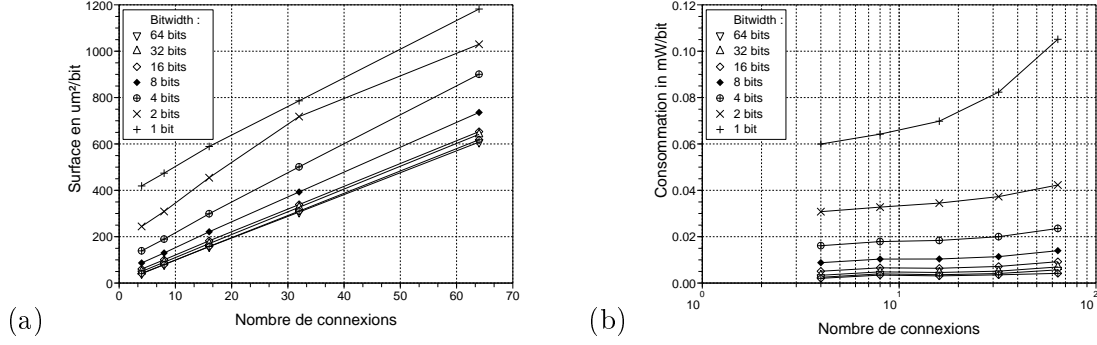 1200
1000
800
600
400
200
0
Surface en um²/bit
Bitwidth :
64 bits
32 bits
16 bits
8 bits
4 bits
2 bits
1 bit
0 10 20 30 40 50 60 70
Nombre de connexions
(a)
0.12
0.10
0.08
0.06
0.04
0.02
0.00
Consommation in mW/bit
Bitwidth :
64 bits
32 bits
16 bits
8 bits
4 bits
2 bits
1 bit
10⁰ 10¹ 10²
Nombre de connexions
(b)